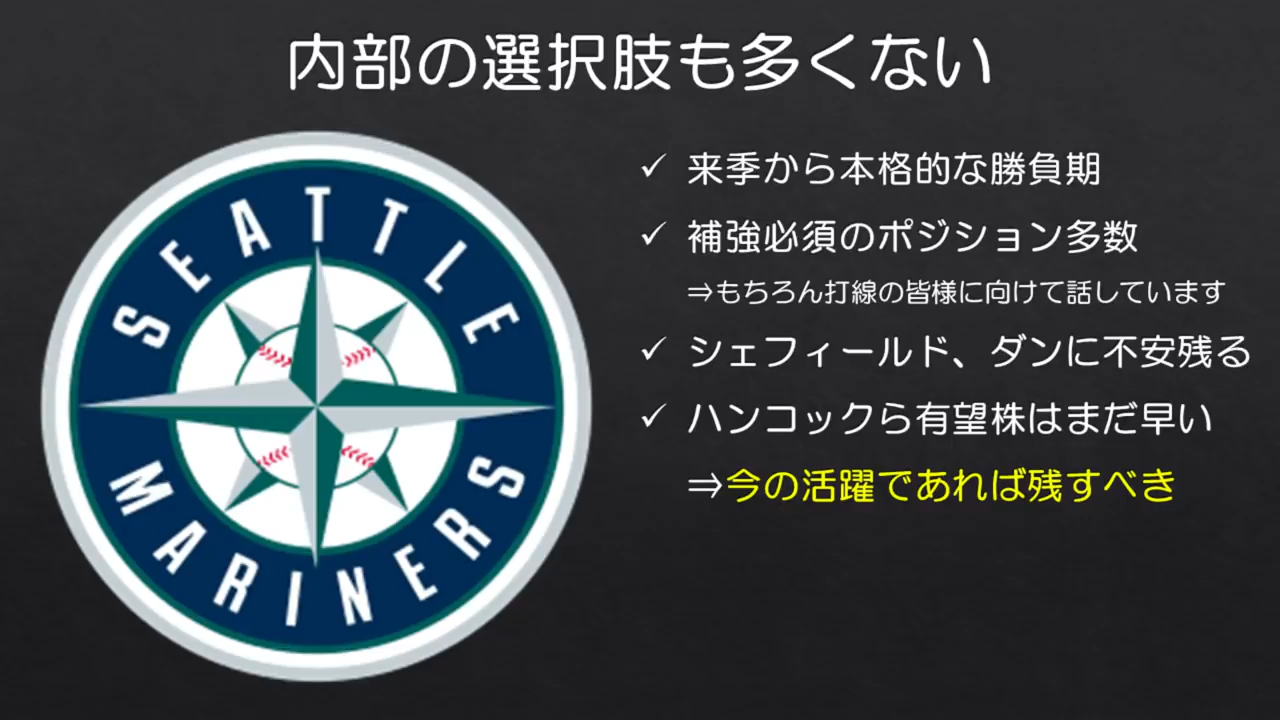 内部の選択肢も多くない
SEATTLE
MARINERS
✓ 来季から本格的な勝負期
✓ 補強必須のポジション多数
⇒もちろん打線の皆様に向けて話しています
✓ シェフィールド、ダンに不安残る
✓ ハンコックら有望株はまだ早い
⇒今の活躍であれば残すべき